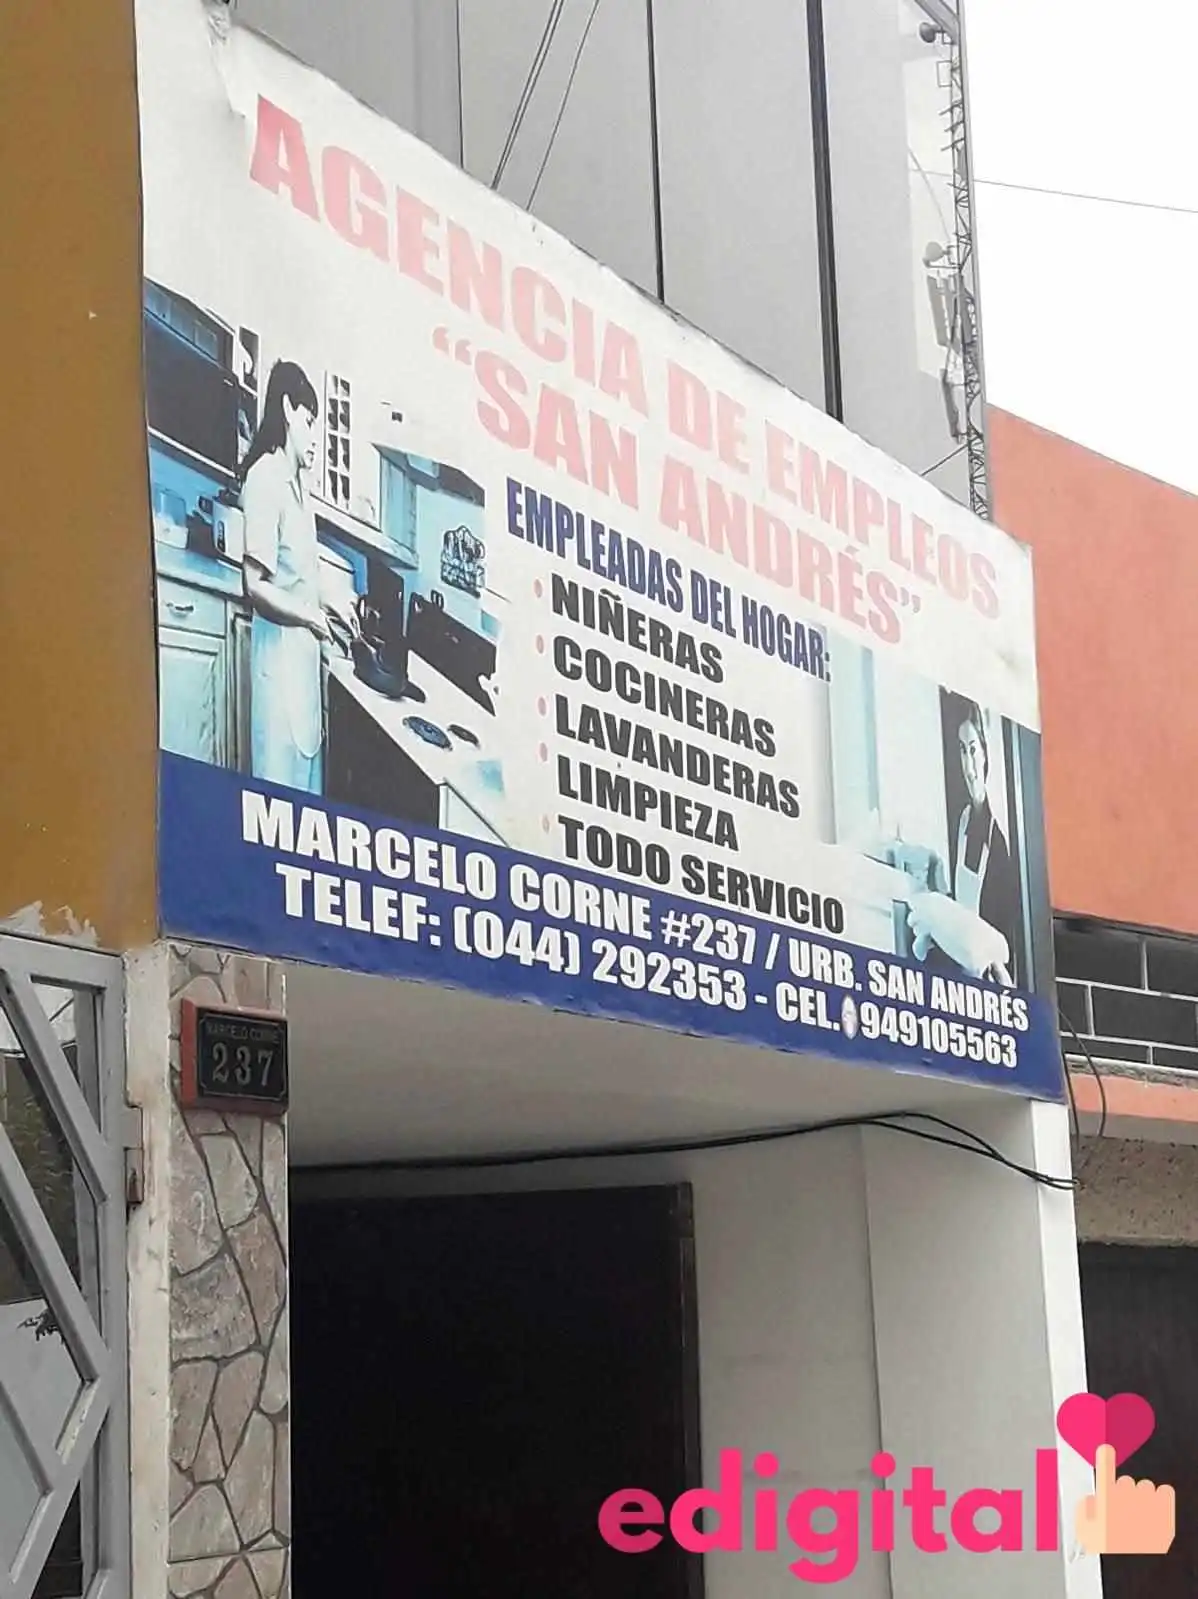 AGENCIA DE EMPLEOS
“SAN ANDRÉS”
EMPLEADAS DEL HOGAR:
• NIÑERAS
• COCINERAS
• LAVANDERAS
• LIMPIEZA
• TODO SERVICIO
MARCELO CORNE #237 / URB. SAN ANDRÉS
TELEF: (044) 292353 - CEL. 949105563
MARCELO CORNE
237
edigital